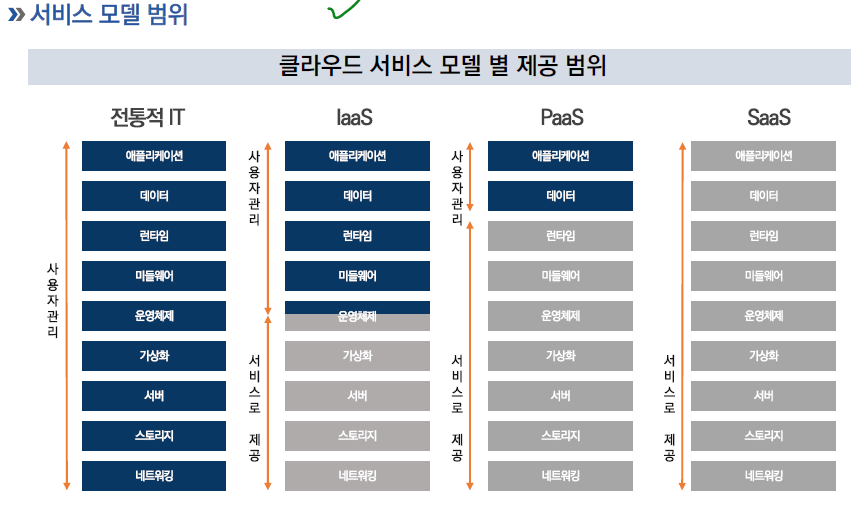 서비스 모델 범위
클라우드 서비스 모델 별 제공 범위
전통적 IT
사용자관리
애플리케이션
데이터
런타임
미들웨어
운영체제
가상화
서버
스토리지
네트워킹
IaaS
사용자관리
서비스로 제공
애플리케이션
데이터
런타임
미들웨어
운영체제
가상화
서버
스토리지
네트워킹
PaaS
사용자관리
서비스로 제공
애플리케이션
데이터
런타임
미들웨어
운영체제
가상화
서버
스토리지
네트워킹
SaaS
서비스로 제공
애플리케이션
데이터
런타임
미들웨어
운영체제
가상화
서버
스토리지
네트워킹